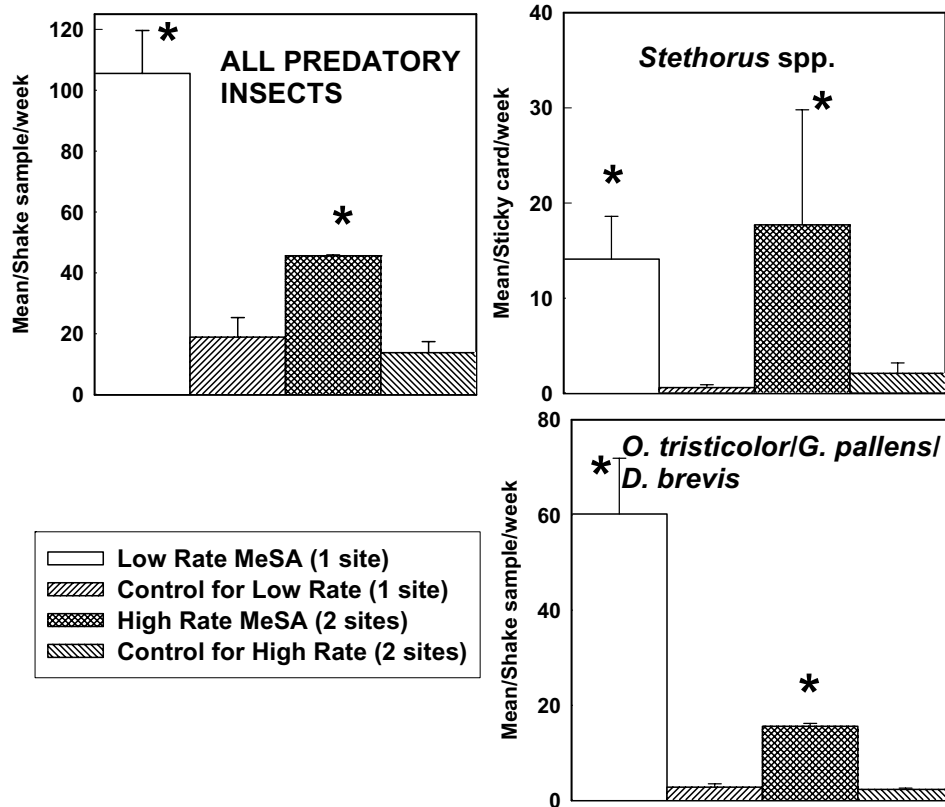 120
100
80
60
40
20
0
Mean/Shake sample/week
ALL PREDATORY
INSECTS
*
*
40
30
20
10
0
Mean/Sticky card/week
Stethorus spp.
*
*
80
60
40
20
0
Mean/Shake sample/week
O. tristicolor/G. pallens/
D. brevis
*
*
Low Rate MeSA (1 site)
Control for Low Rate (1 site)
High Rate MeSA (2 sites)
Control for High Rate (2 sites)